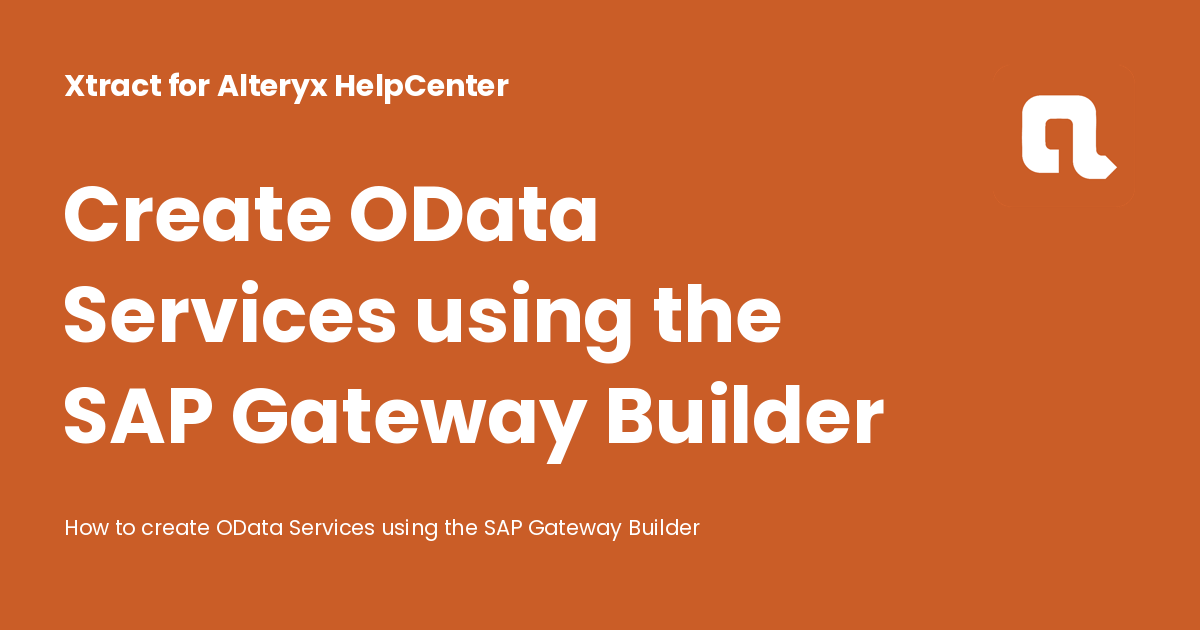 Xtract for Alteryx HelpCenter
Create OData
Services using the
SAP Gateway Builder
How to create OData Services using the SAP Gateway Builder